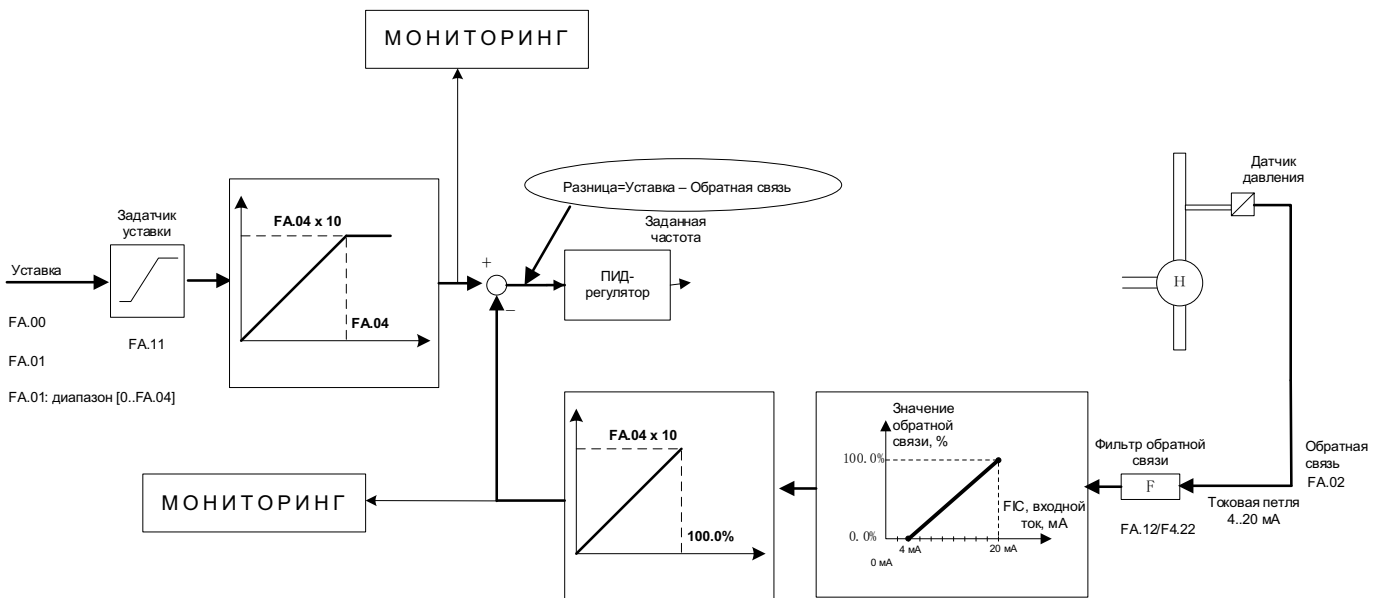 МОНИТОРИНГ
Разница=Уставка – Обратная связь
Датчик
давления
Задатчик
уставки
FA.04 x 10
FA.04
Заданная
частота
+
–
ПИД-
регулятор
Н
Уставка
FA.00
FA.01
FA.01: диапазон [0..FA.04]
FA.11
FA.04 x 10
100.0%
Значение
обратной
связи, %
100.0%
0.0%
4 мА
0 мА
20 мА
FIC, входной
ток, мА
Фильтр обратной
связи
F
FA.12/F4.22
Токовая петля
4..20 мА
Обратная
связь
FA.02
МОНИТОРИНГ